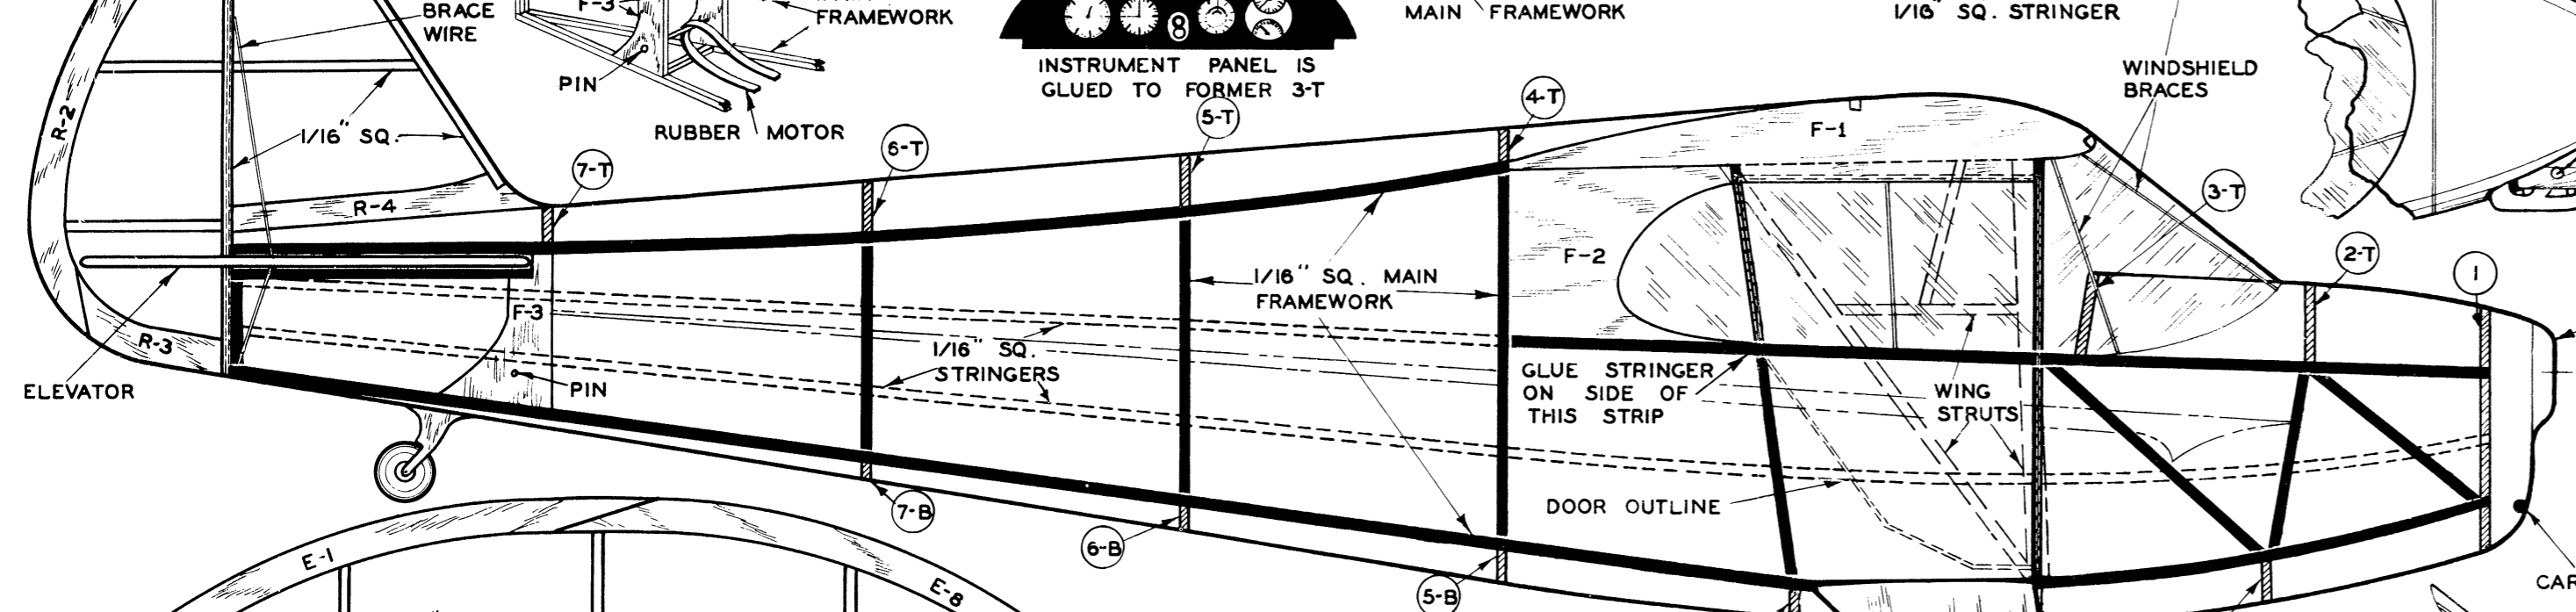 BRACE
WIRE
F-3
FRAMEWORK
PIN
RUBBER MOTOR
8
INSTRUMENT PANEL IS
GLUED TO FORMER 3-T
MAIN FRAMEWORK
1/16" SQ. STRINGER
WINDSHIELD
BRACES
R-2
1/16" SQ.
R-4
R-3
7-T
6-T
5-T
4-T
F-1
3-T
2-T
1
F-2
1/16" SQ. MAIN
FRAMEWORK
F-3
1/16" SQ.
STRINGERS
PIN
ELEVATOR
GLUE STRINGER
ON SIDE OF
THIS STRIP
WING
STRUTS
DOOR OUTLINE
7-B
6-B
5-B
E-1
E-8
CAR